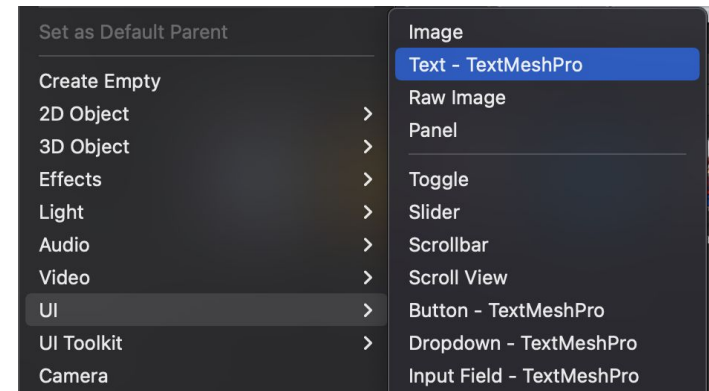 Set as Default Parent
Create Empty
2D Object
3D Object
Effects
Light
Audio
Video
UI
UI Toolkit
Camera
Image
Text - TextMeshPro
Raw Image
Panel
Toggle
Slider
Scrollbar
Scroll View
Button - TextMeshPro
Dropdown - TextMeshPro
Input Field - TextMeshPro